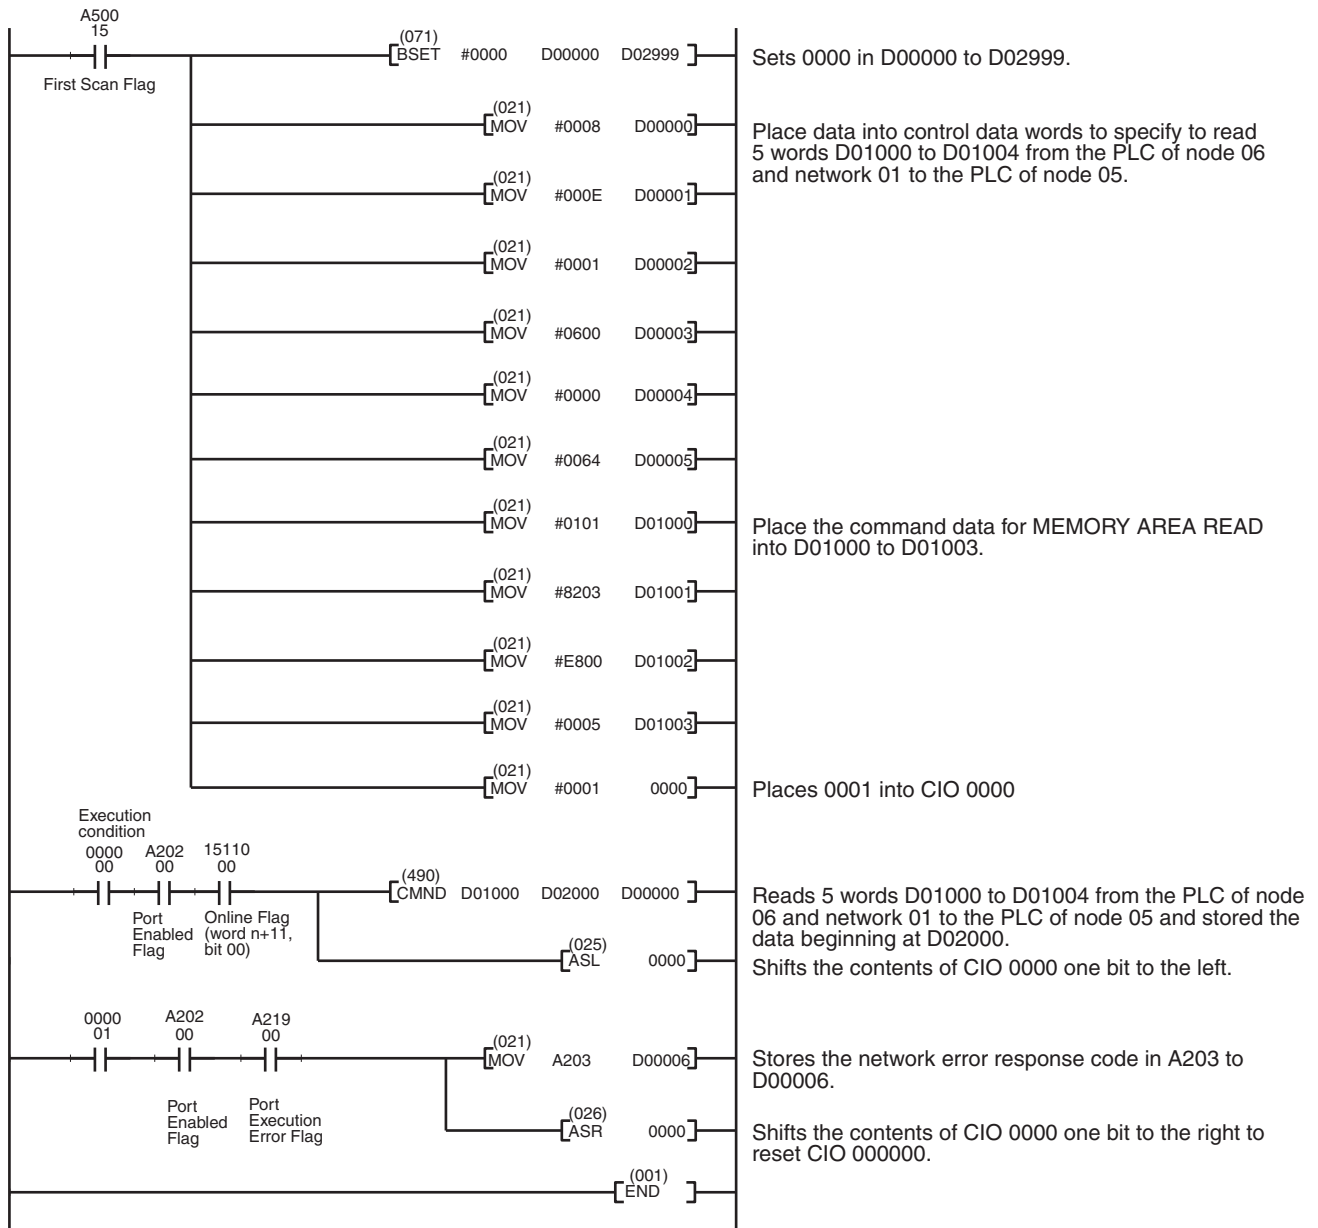 A500
15
First Scan Flag
(071)
BSET #0000 D00000 D02999
Sets 0000 in D00000 to D02999.
(021)
MOV #0008 D00000
Place data into control data words to specify to read
5 words D01000 to D01004 from the PLC of node 06
and network 01 to the PLC of node 05.
(021)
MOV #000E D00001
(021)
MOV #0001 D00002
(021)
MOV #0600 D00003
(021)
MOV #0000 D00004
(021)
MOV #0064 D00005
(021)
MOV #0101 D01000
Place the command data for MEMORY AREA READ
into D01000 to D01003.
(021)
MOV #8203 D01001
(021)
MOV #E800 D01002
(021)
MOV #0005 D01003
(021)
MOV #0001 0000
Places 0001 into CIO 0000
Execution
condition
0000 A202 15110
00 00 00
Port
Enabled
Flag
Online Flag
(word n+11,
bit 00)
(490)
CMND D01000 D02000 D00000
Reads 5 words D01000 to D01004 from the PLC of node
06 and network 01 to the PLC of node 05 and stored the
data beginning at D02000.
(025)
ASL 0000
Shifts the contents of CIO 0000 one bit to the left.
0000 A202 A219
01 00 00
Port
Enabled
Flag
Port
Execution
Error Flag
(021)
MOV A203 D00006
Stores the network error response code in A203 to
D00006.
(026)
ASR 0000
Shifts the contents of CIO 0000 one bit to the right to
reset CIO 000000.
(001)
END